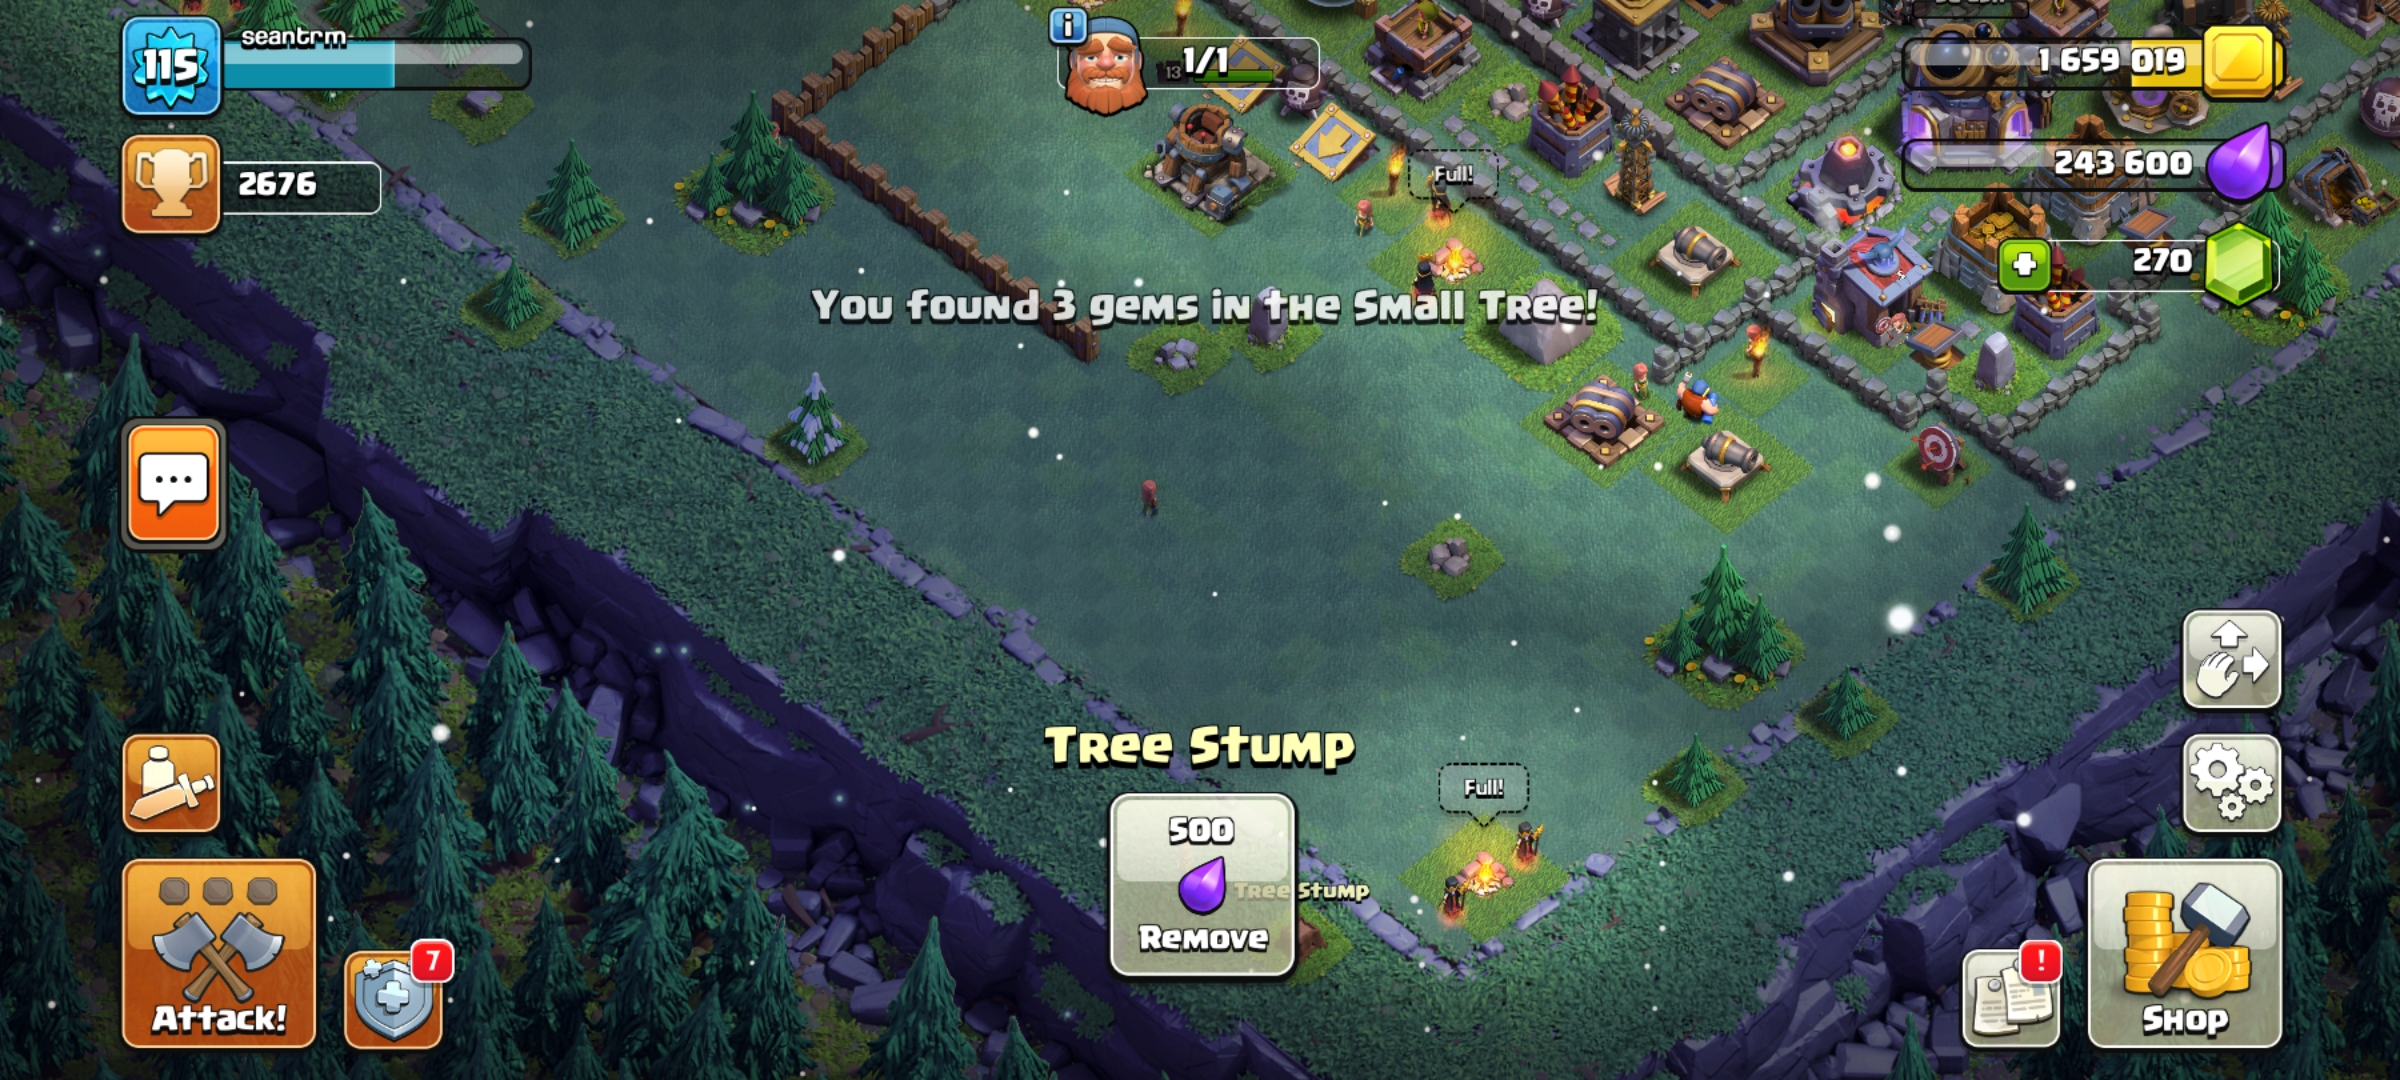 115
seantrm
1/1
1 659 019
2676
243 600
Full!
270
You found 3 gems in the Small Tree!
Tree Stump
Full!
500
Tree Stump
Remove
Attack!
7
!
Shop